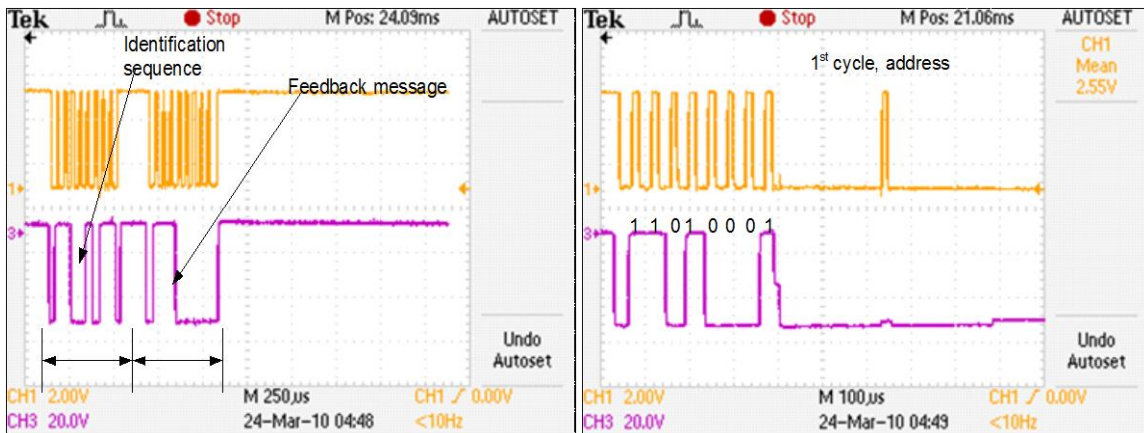 Tek Stop M Pos: 24.09ms AUTOSET
Identification
sequence
Feedback message
1
3
Undo
Autoset
CH1 2.00V M 250µs CH1 0.00V
CH3 20.0V 24-Mar-10 04:48 <10Hz
Tek Stop M Pos: 21.06ms AUTOSET
1st cycle, address
CH1
Mean
2.55V
1
1 1 0 1 0 0 0 1
3
Undo
Autoset
CH1 2.00V M 100µs CH1 0.00V
CH3 20.0V 24-Mar-10 04:49 <10Hz